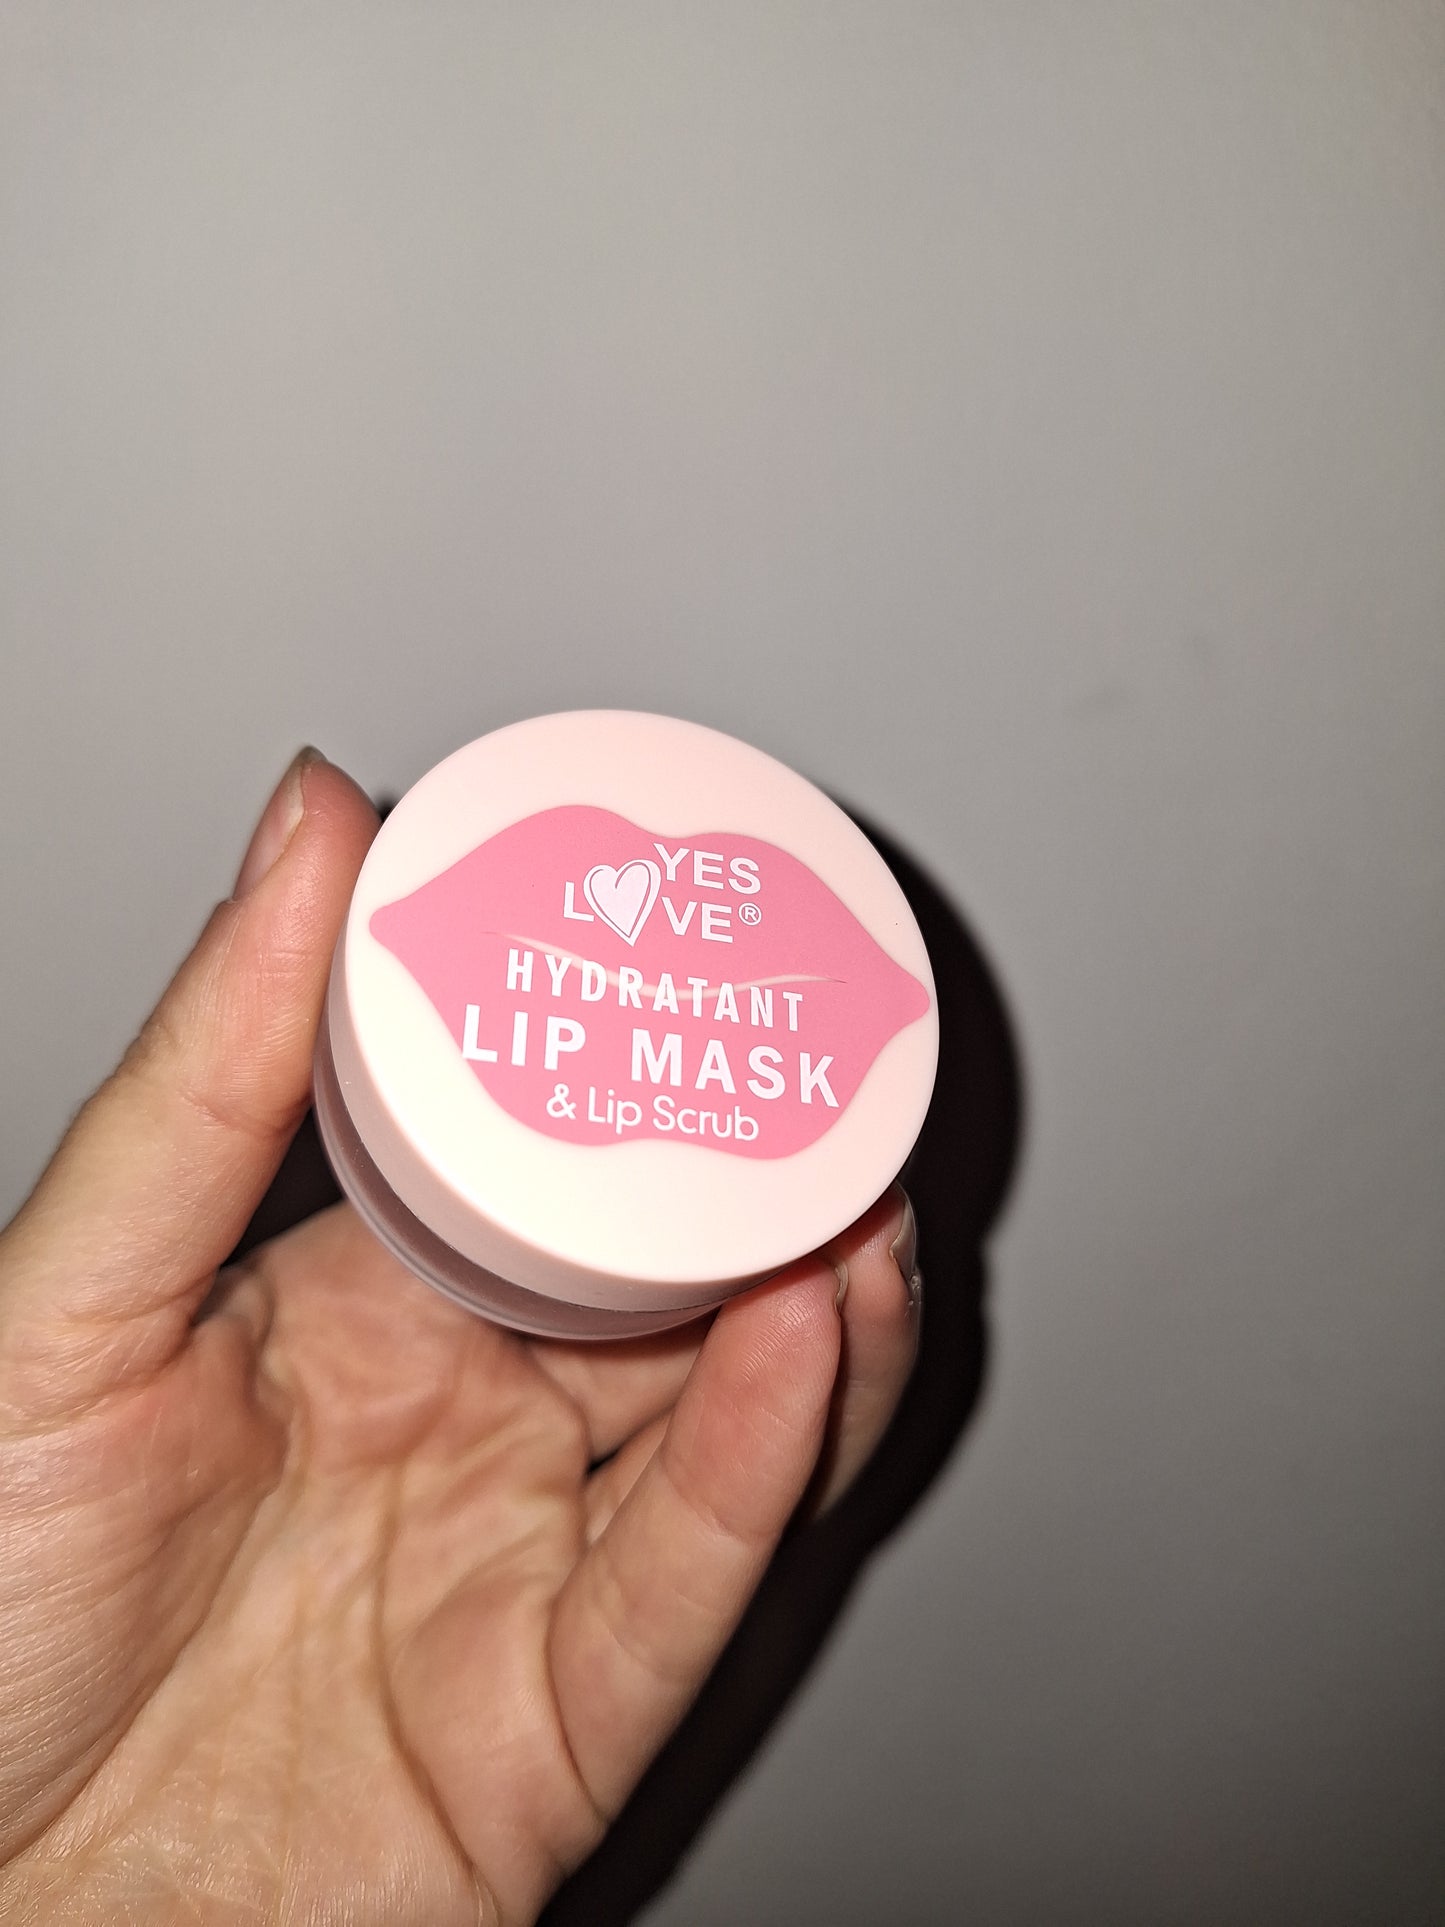 YES
LOVE®
HYDRATANT
LIP MASK
& Lip Scrub